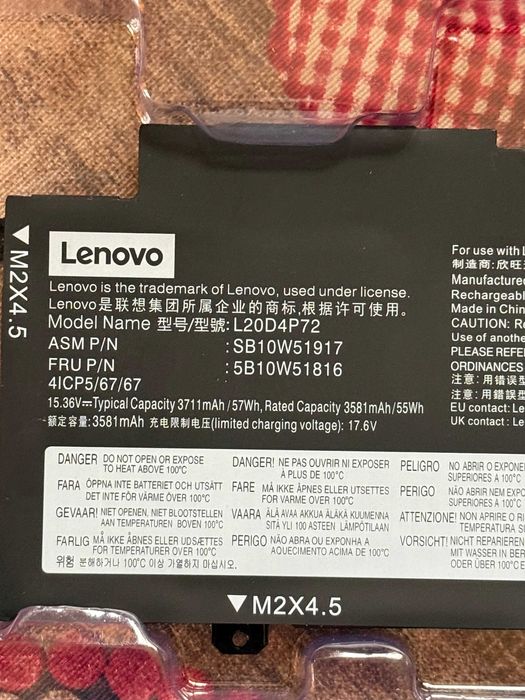 Lenovo
Lenovo is the trademark of Lenovo, used under license.
Lenovo是联想集团所属企业的商标,根据许可使用。
Model Name 型号/型號: L20D4P72
ASM P/N : SB10W51917
FRU P/N : 5B10W51816
4ICP5/67/67
15.36V⎓Typical Capacity 3711mAh/57Wh, Rated Capacity 3581mAh/55Wh
额定容量:3581mAh 充电限制电压(limited charging voltage): 17.6V
For use with
制造商:欣旺
Manufactured
Rechargeable
Made in China
CAUTION:
Use of anothe
PLEASE REFE
ORDINANCES
注意: 用错误型
注意: 用錯誤型
EU contact: Le
UK contact: Le
▼M2X4.5
DANGER DO NOT OPEN OR EXPOSE
TO HEAT ABOVE 100°C
FARA ÖPPNA INTE BATTERIET OCH UTSÄTT
DET INTE FÖR VÄRME ÖVER 100°C
GEVAAR! NIET OPENEN, NIET BLOOTSTELLEN
AAN TEMPERATUREN BOVEN 100°C
FARLIG MÅ IKKE ÅBNES ELLER UDSÆTTES
FOR TEMPERATURER OVER 100°C
위험 분해하거나 100°C 이상 가열하지 마십시오.
DANGER! NE PAS OUVRIR NI EXPOSER
À PLUS DE 100°C
FARE MÅ IKKE ÅPNES ELLER UTSETTES
FOR VARME OVER 100°C
VAARA ÄLÄ AVAA AKKUA ÄLÄKÄ KUUMENNA
SITÄ YLI 100 ASTEEN LÄMPÖTILAAN
PERIGO NÃO ABRA OU EXPONHA A
AQUECIMENTO ACIMA DE 100°C
PELIGRO NO ABRIR O EXPONE
SUPERIORES A 100°C
PERIGO NÃO ABRIR NEM EXPO
SUPERIORES A 100°C
ATTENZIONE! NON APRIRE O
TEMPERATURA
VORSICHT! NICHT REPARIEREN
MIT WASSER IN BER
ODER ÜBER 100°C E
▼M2X4.5